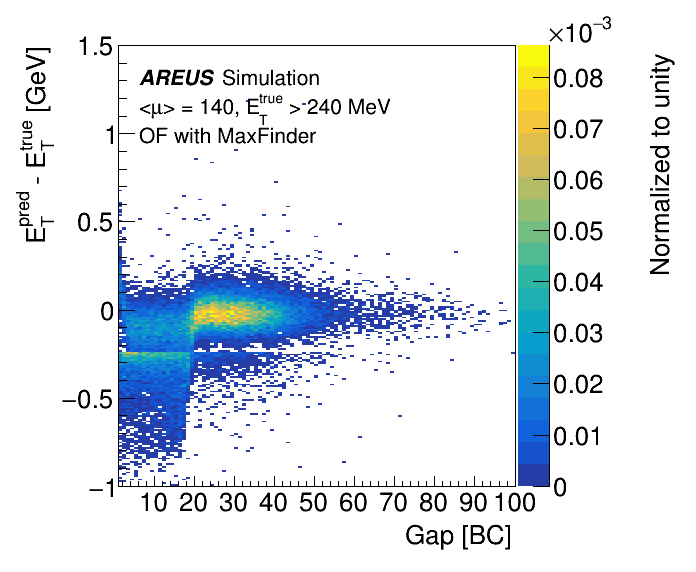 ×10⁻³
1.5
1
0.5
0
−0.5
−1
E_T^pred - E_T^true [GeV]
AREUS Simulation
<μ> = 140, E_T^true > 240 MeV
OF with MaxFinder
10 20 30 40 50 60 70 80 90 100
Gap [BC]
0.08
0.07
0.06
0.05
0.04
0.03
0.02
0.01
0
Normalized to unity